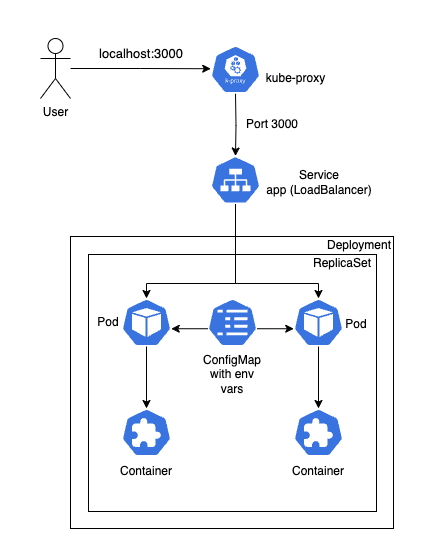 localhost:3000
k-proxy
kube-proxy
User
Port 3000
Service
app (LoadBalancer)
Deployment
ReplicaSet
Pod
Pod
ConfigMap
with env
vars
Container
Container